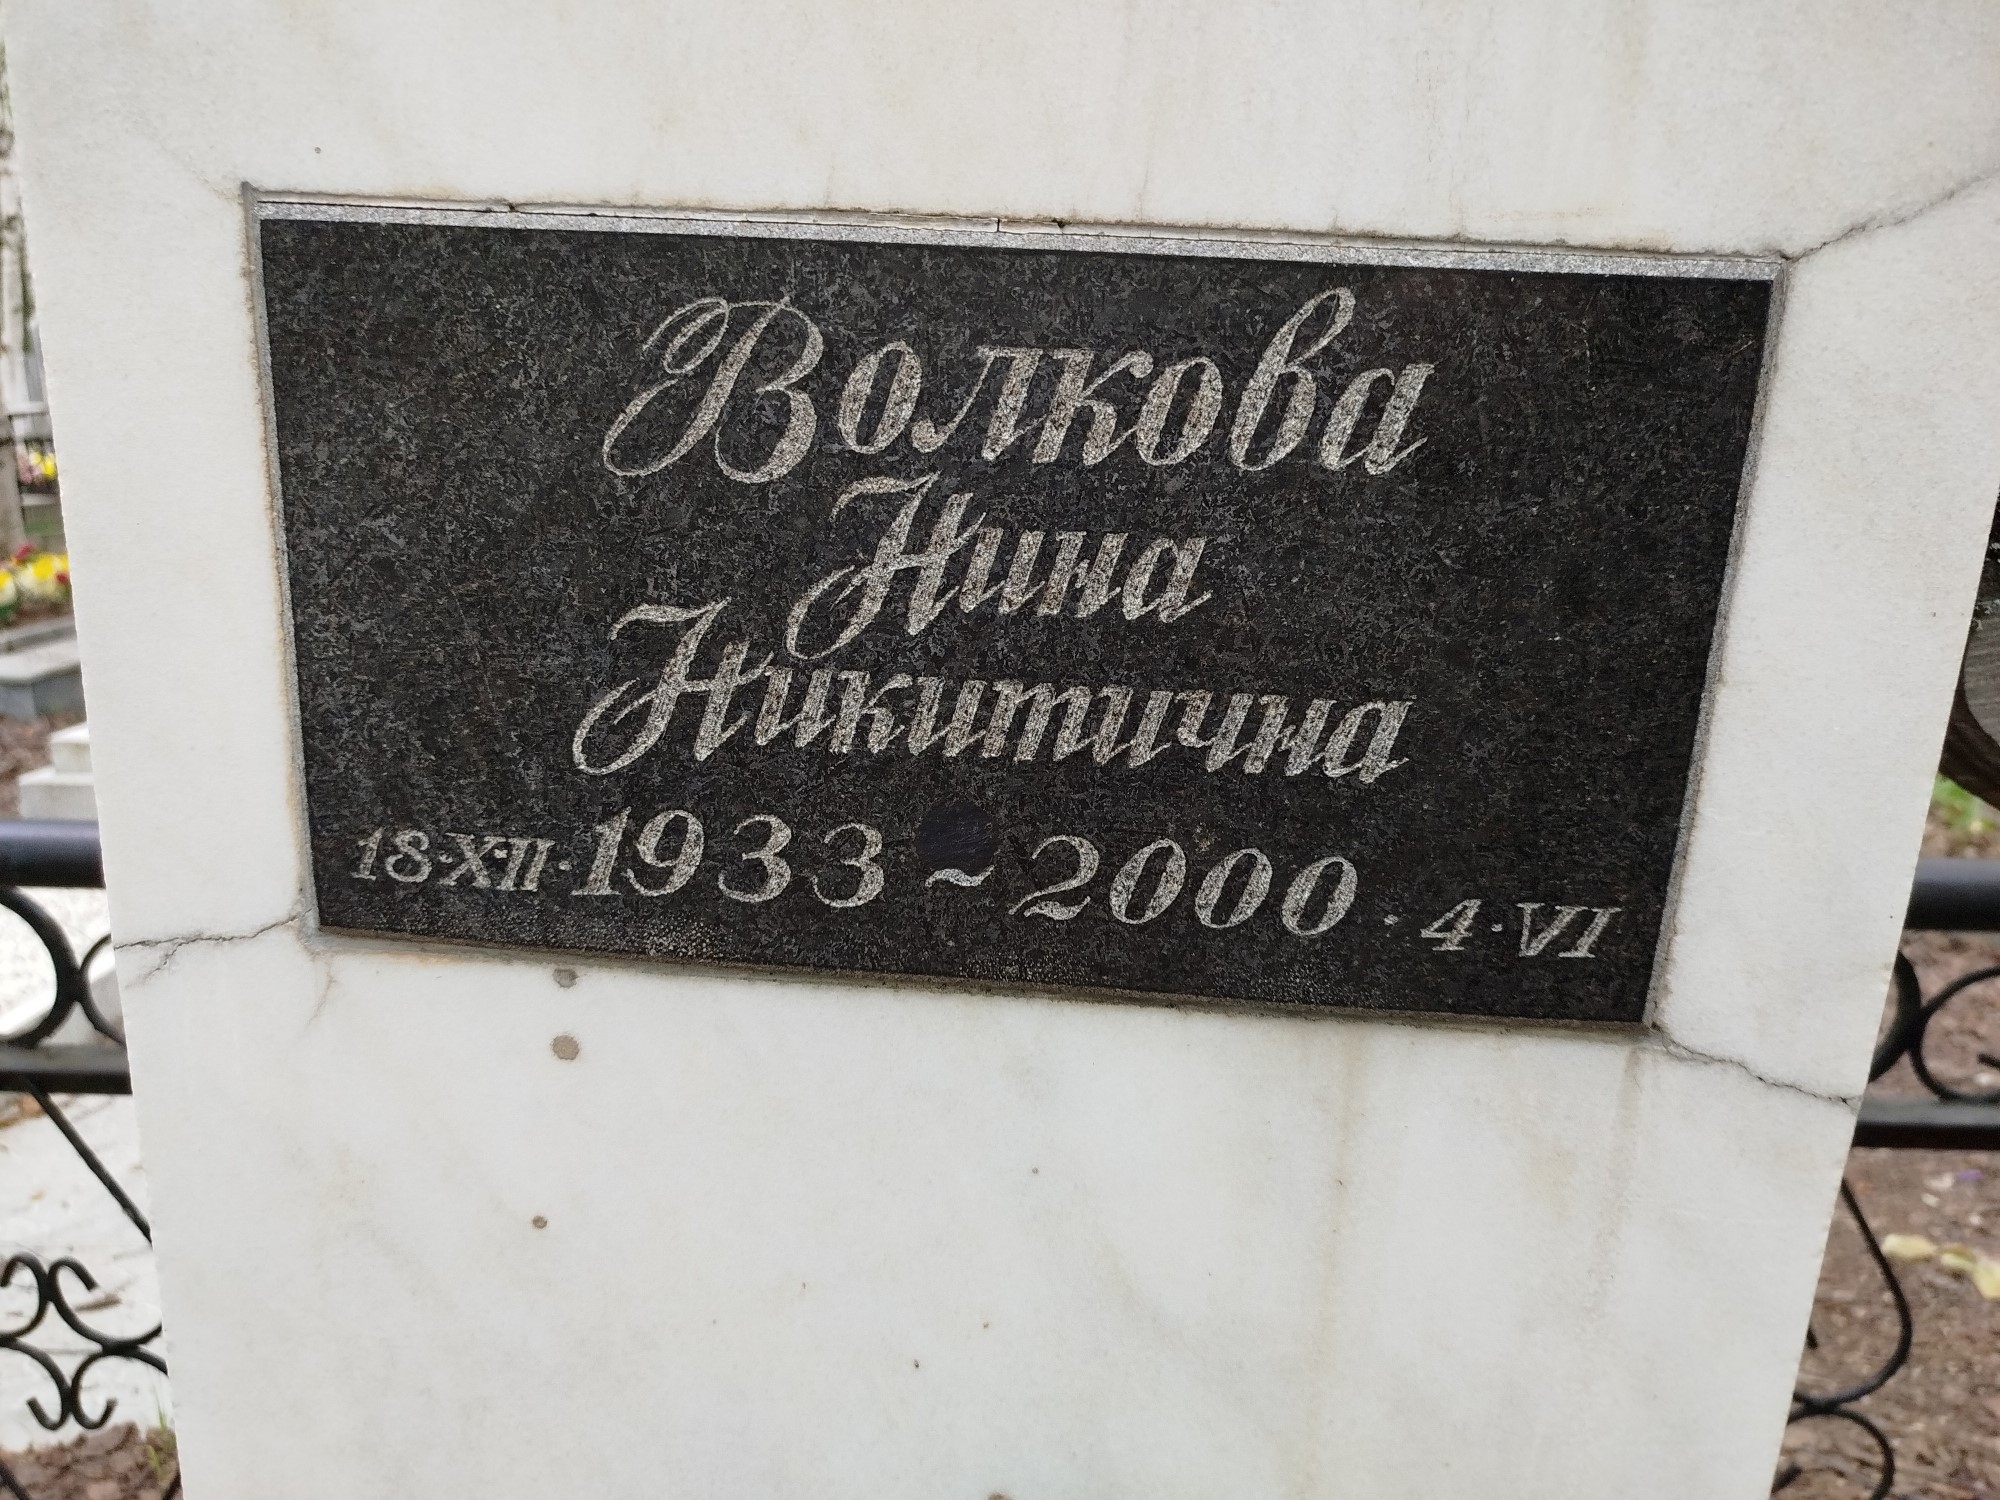 Волкова
Нина
Никитична
18·XII·1933 ~ 2000·4·VI